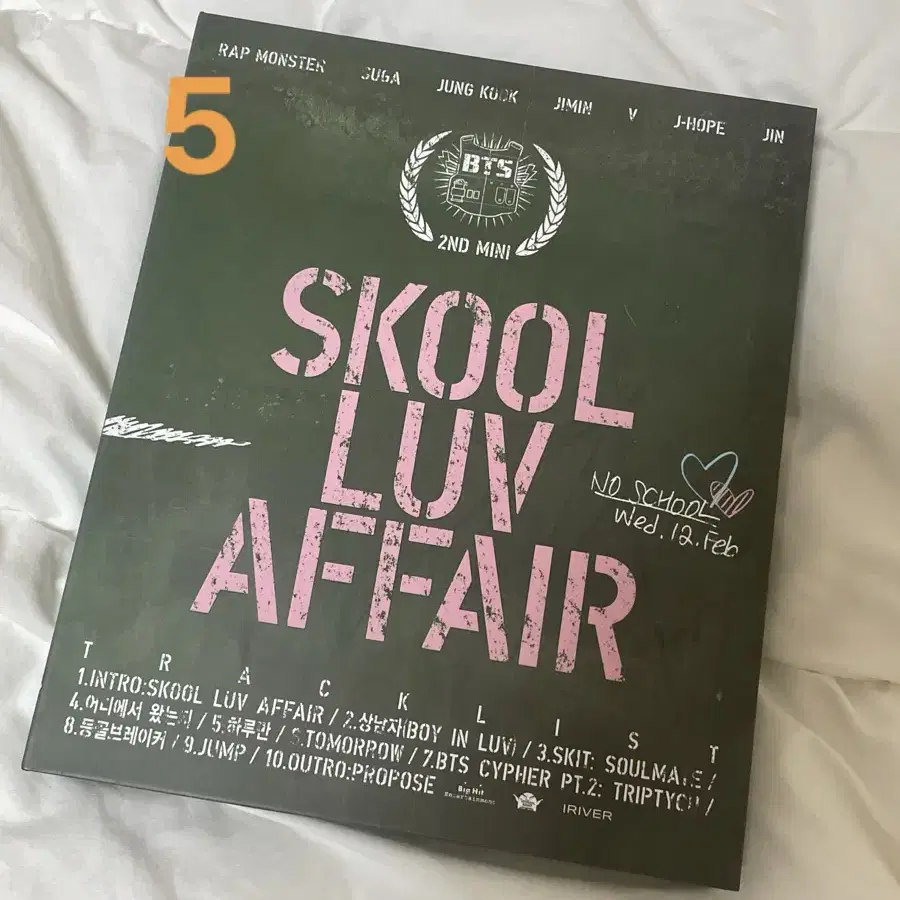 RAP MONSTER SUGA JUNG KOOK JIMIN V J-HOPE JIN
5
BTS
2ND MINI
SKOOL
LUV
AFFAIR
NO SCHOOL
Wed.12.Feb
TRACKLIST
1.INTRO:SKOOL LUV AFFAIR / 2.상남자(BOY IN LUV) / 3.SKIT: SOULMATE /
4.어디에서 왔는지 / 5.하루만 / 6.TOMORROW / 7.BTS CYPHER PT.2: TRIPTYCH /
8.등골브레이커 / 9.JUMP / 10.OUTRO:PROPOSE
Big Hit
Entertainment
IRIVER